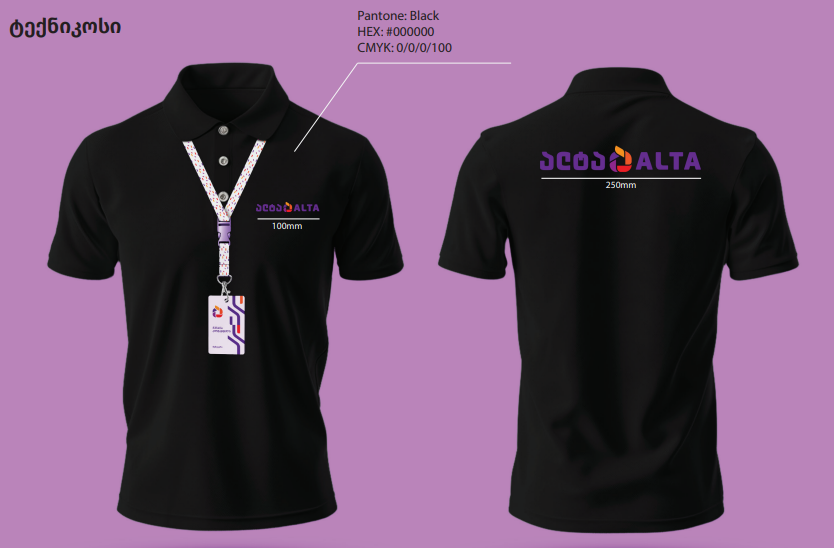 ტექნიკოსი
Pantone: Black
HEX: #000000
CMYK: 0/0/0/100
ალტა ALTA
100mm
ალტა ALTA
250mm